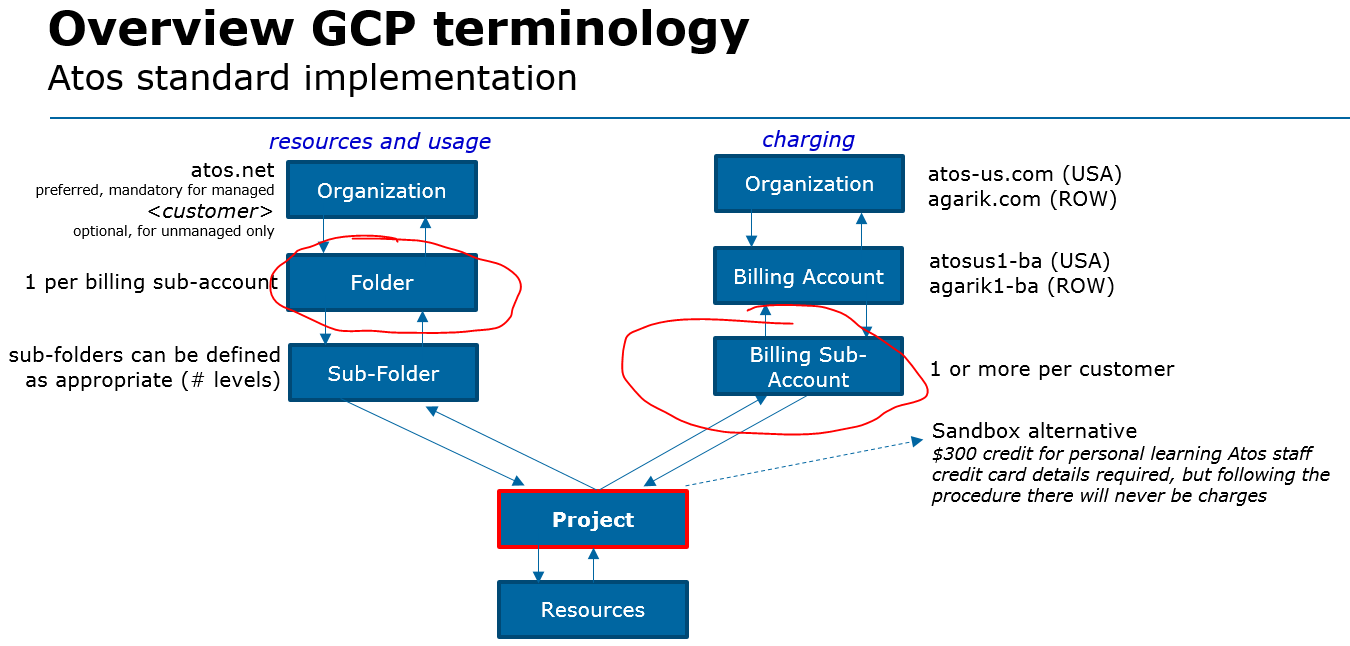 Overview GCP terminology
Atos standard implementation
resources and usage
charging
atos.net
preferred, mandatory for managed
<customer>
optional, for unmanaged only
Organization
Organization
atos-us.com (USA)
agarik.com (ROW)
1 per billing sub-account
Folder
Billing Account
atosus1-ba (USA)
agarik1-ba (ROW)
sub-folders can be defined
as appropriate (# levels)
Sub-Folder
Billing Sub-
Account
1 or more per customer
Sandbox alternative
$300 credit for personal learning Atos staff
credit card details required, but following the
procedure there will never be charges
Project
Resources